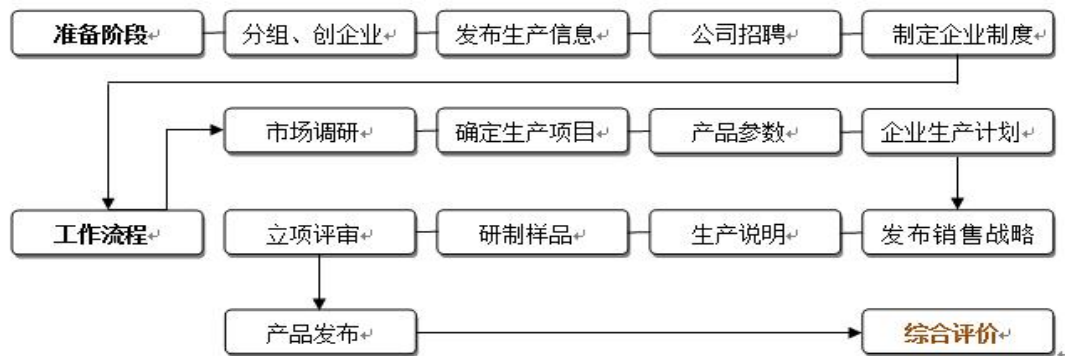 准备阶段 分组、创企业 发布生产信息 公司招聘 制定企业制度
市场调研 确定生产项目 产品参数 企业生产计划
工作流程 立项评审 研制样品 生产说明 发布销售战略
产品发布 综合评价